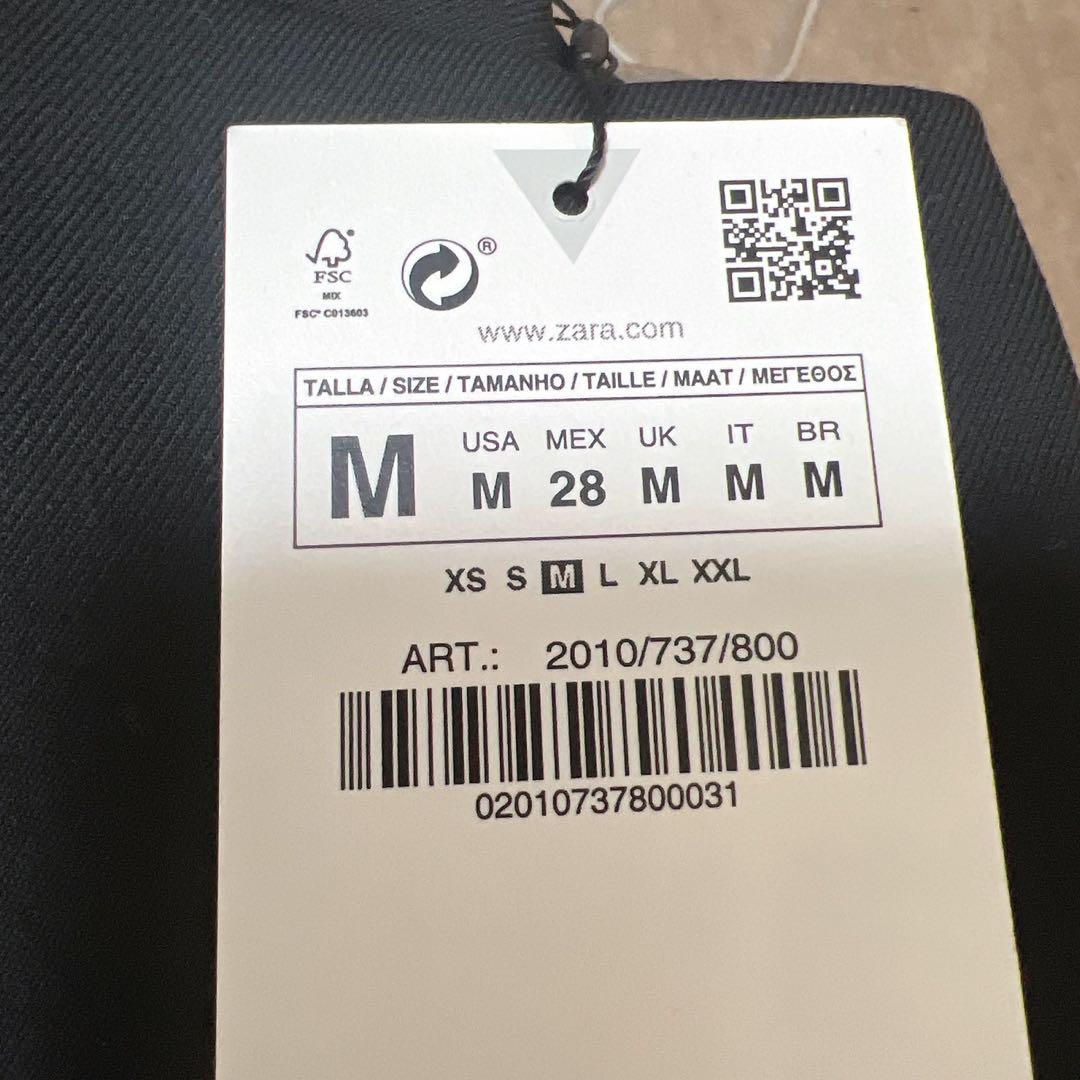 FSC
MIX
FSC® C013603
®
www.zara.com
TALLA / SIZE / TAMANHO / TAILLE / MAAT / ΜΕΓΕΘΟΣ
M
USA MEX UK IT BR
M 28 M M M
XS S M L XL XXL
ART.: 2010/737/800
02010737800031